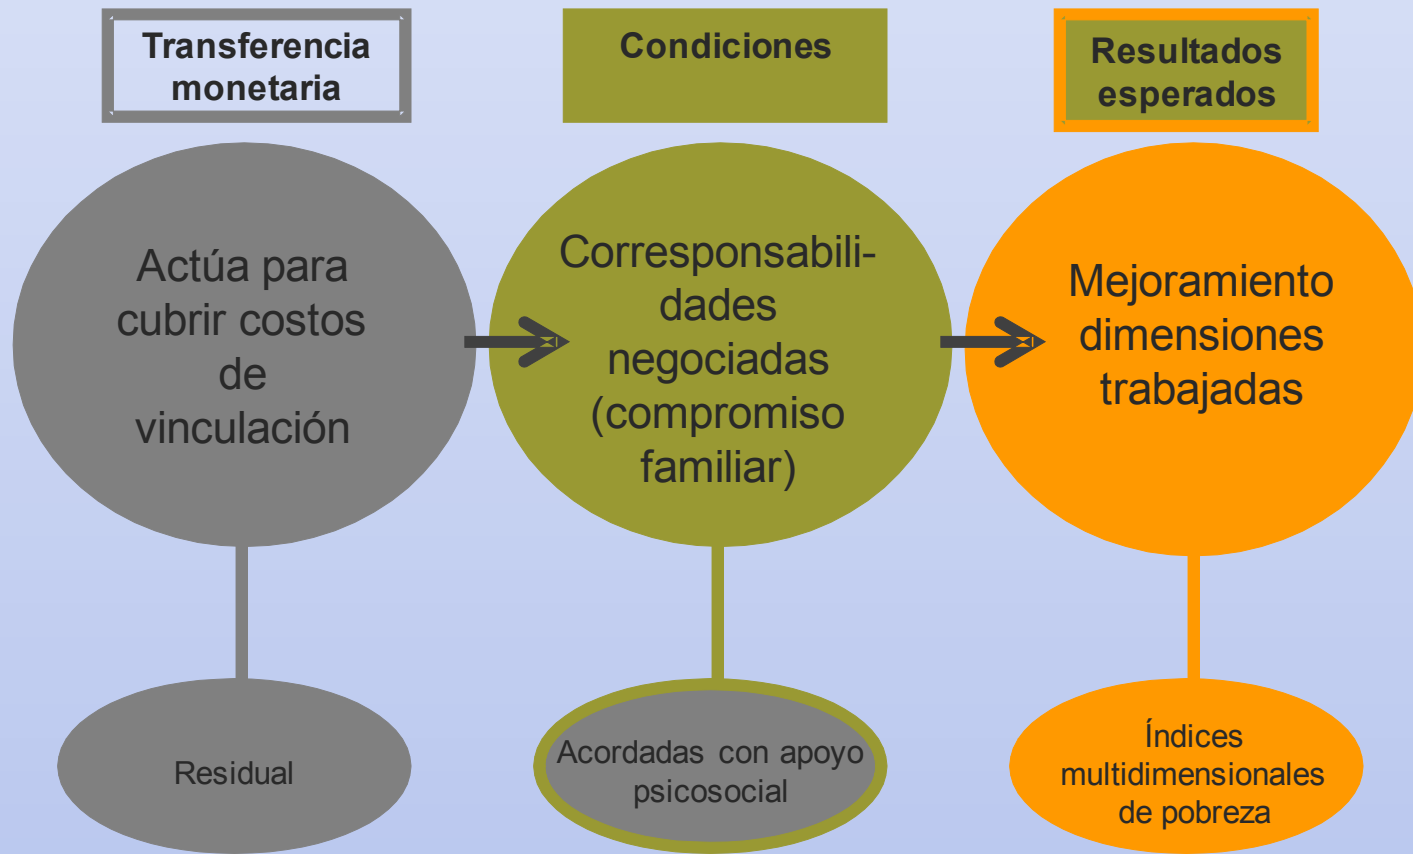 Transferencia
monetaria
Condiciones
Resultados
esperados
Actúa para
cubrir costos
de
vinculación
Corresponsabili-
dades
negociadas
(compromiso
familiar)
Mejoramiento
dimensiones
trabajadas
Residual
Acordadas con apoyo
psicosocial
Índices
multidimensionales
de pobreza